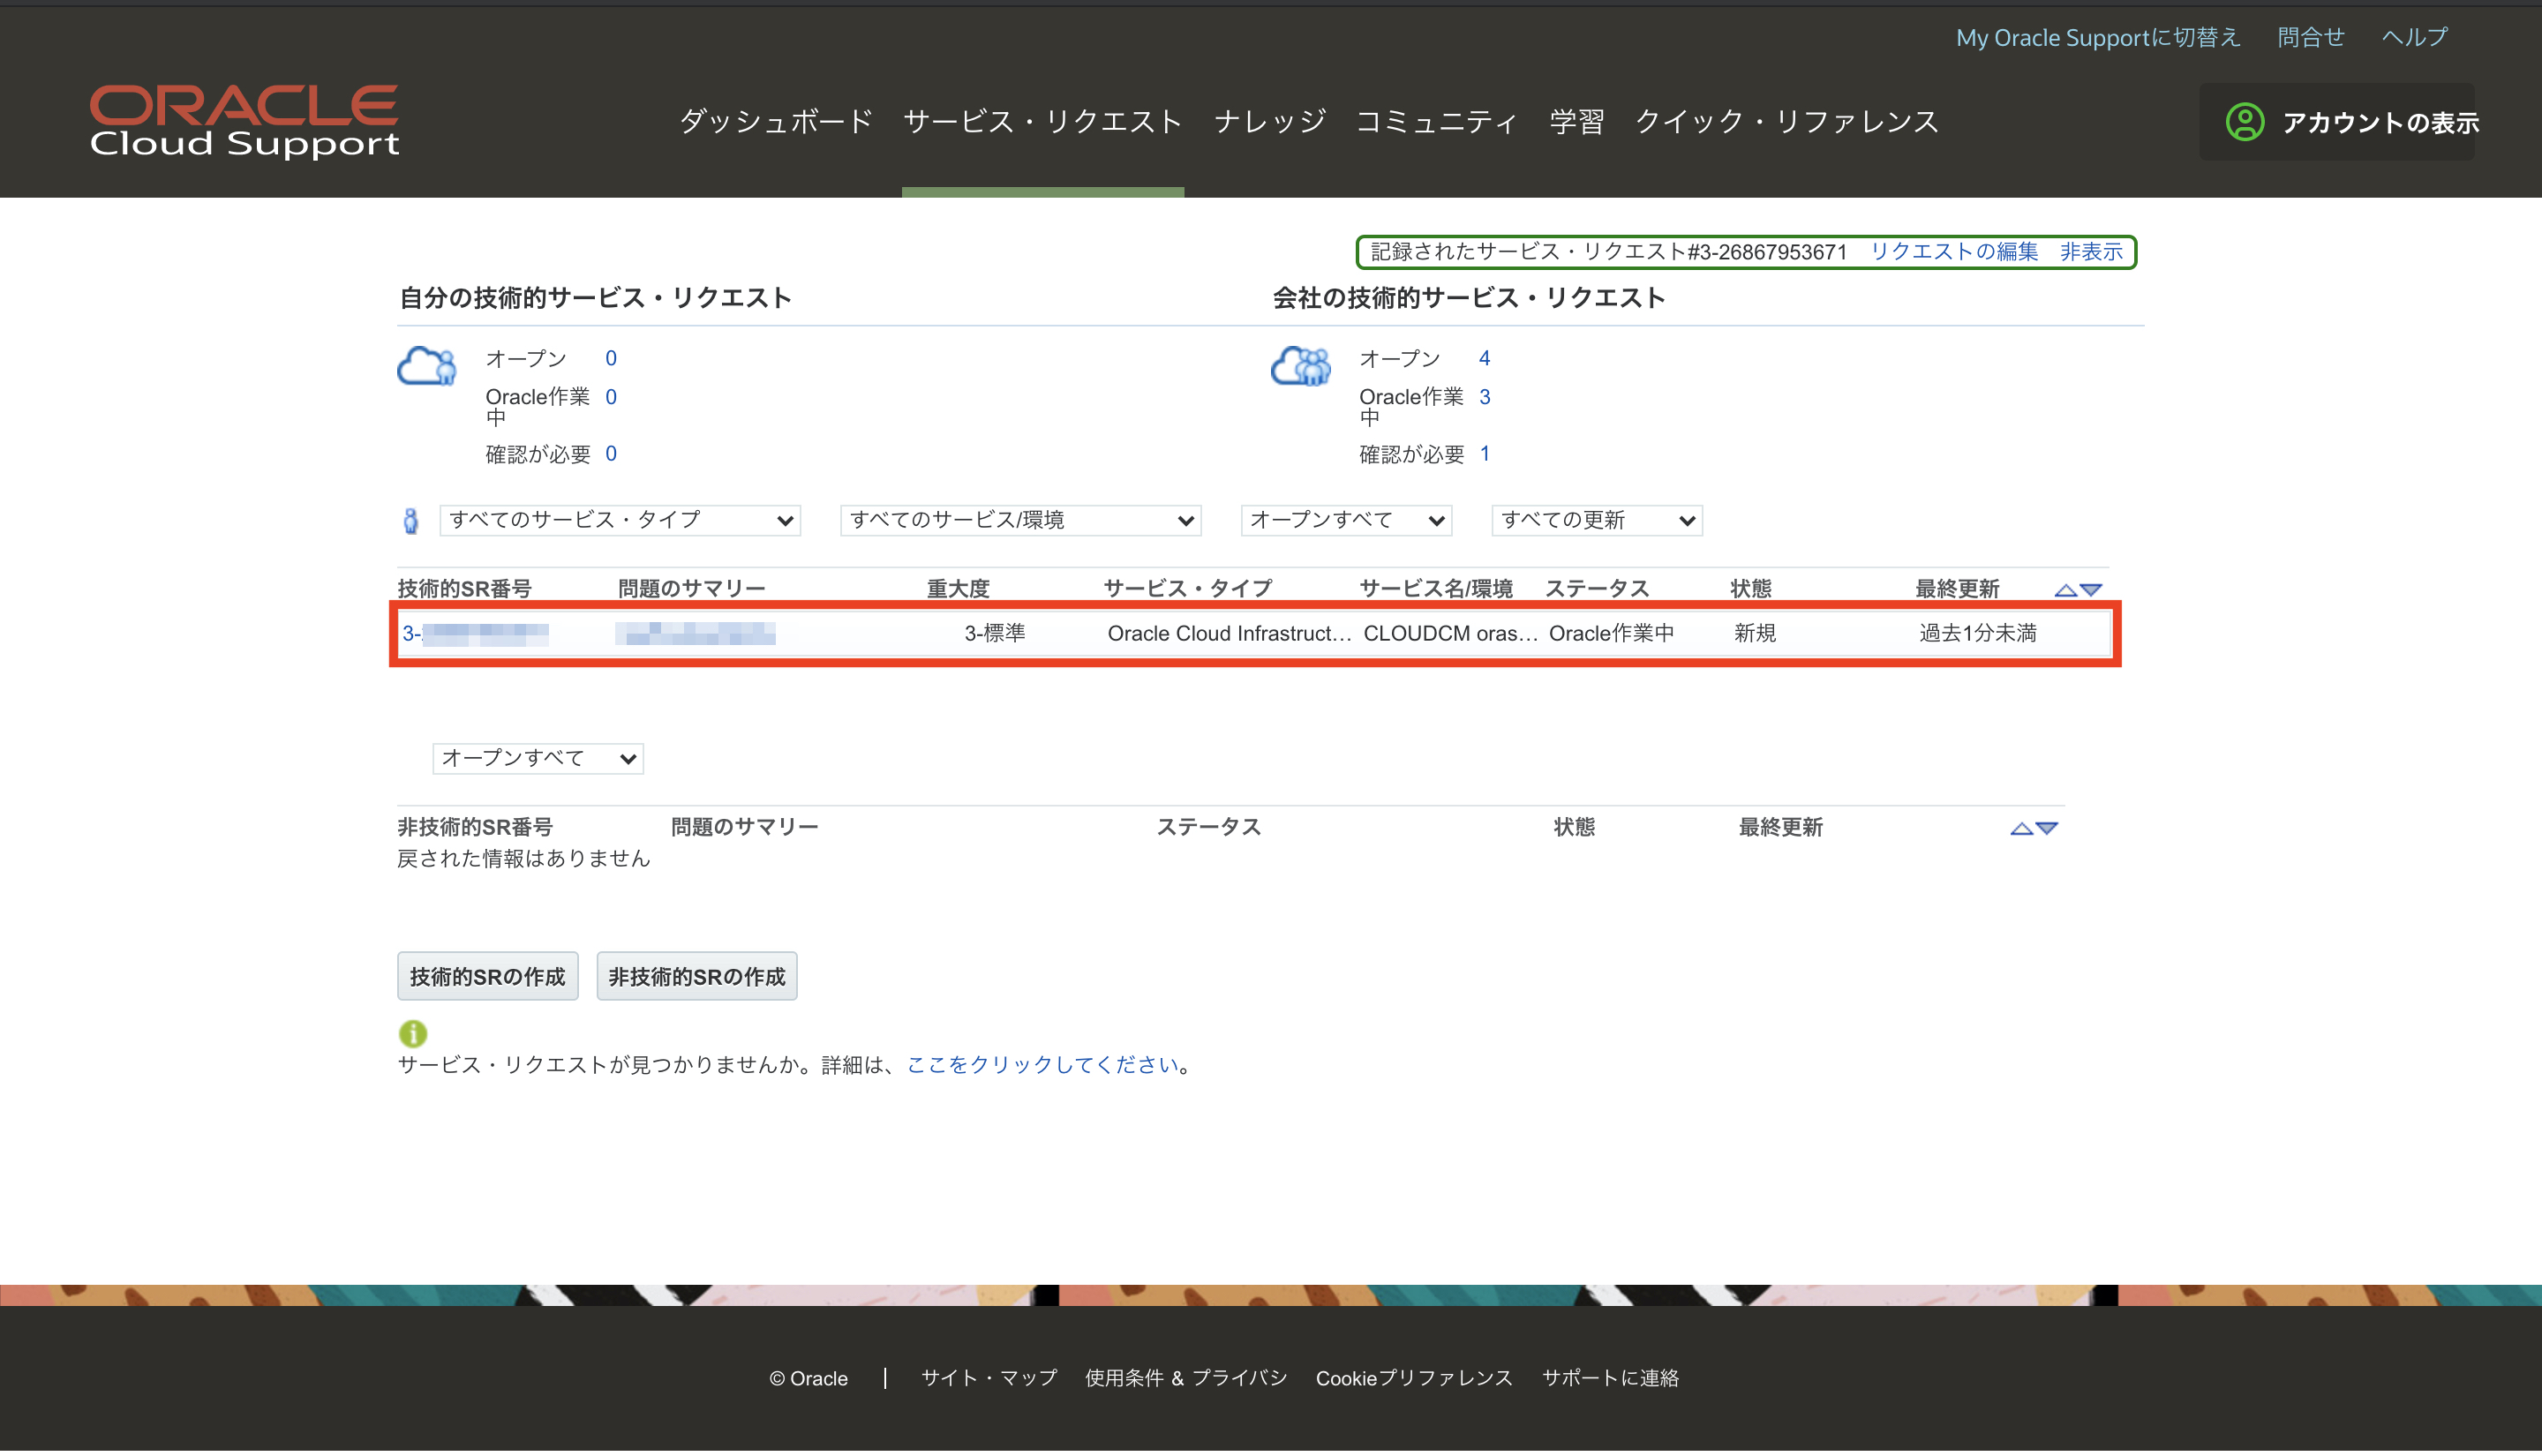 My Oracle Supportに切替え 問合せ ヘルプ
ORACLE
Cloud Support
ダッシュボード サービス・リクエスト ナレッジ コミュニティ 学習 クイック・リファレンス
アカウントの表示
記録されたサービス・リクエスト#3-26867953671 リクエストの編集 非表示
自分の技術的サービス・リクエスト
オープン 0
Oracle作業中 0
確認が必要 0
会社の技術的サービス・リクエスト
オープン 4
Oracle作業中 3
確認が必要 1
すべてのサービス・タイプ すべてのサービス/環境 オープンすべて すべての更新
技術的SR番号 問題のサマリー 重大度 サービス・タイプ サービス名/環境 ステータス 状態 最終更新
3- 3-標準 Oracle Cloud Infrastruct... CLOUDCM oras... Oracle作業中 新規 過去1分未満
オープンすべて
非技術的SR番号 問題のサマリー ステータス 状態 最終更新
戻された情報はありません
技術的SRの作成 非技術的SRの作成
サービス・リクエストが見つかりませんか。詳細は、ここをクリックしてください。
© Oracle | サイト・マップ 使用条件 & プライバシ Cookieプリファレンス サポートに連絡